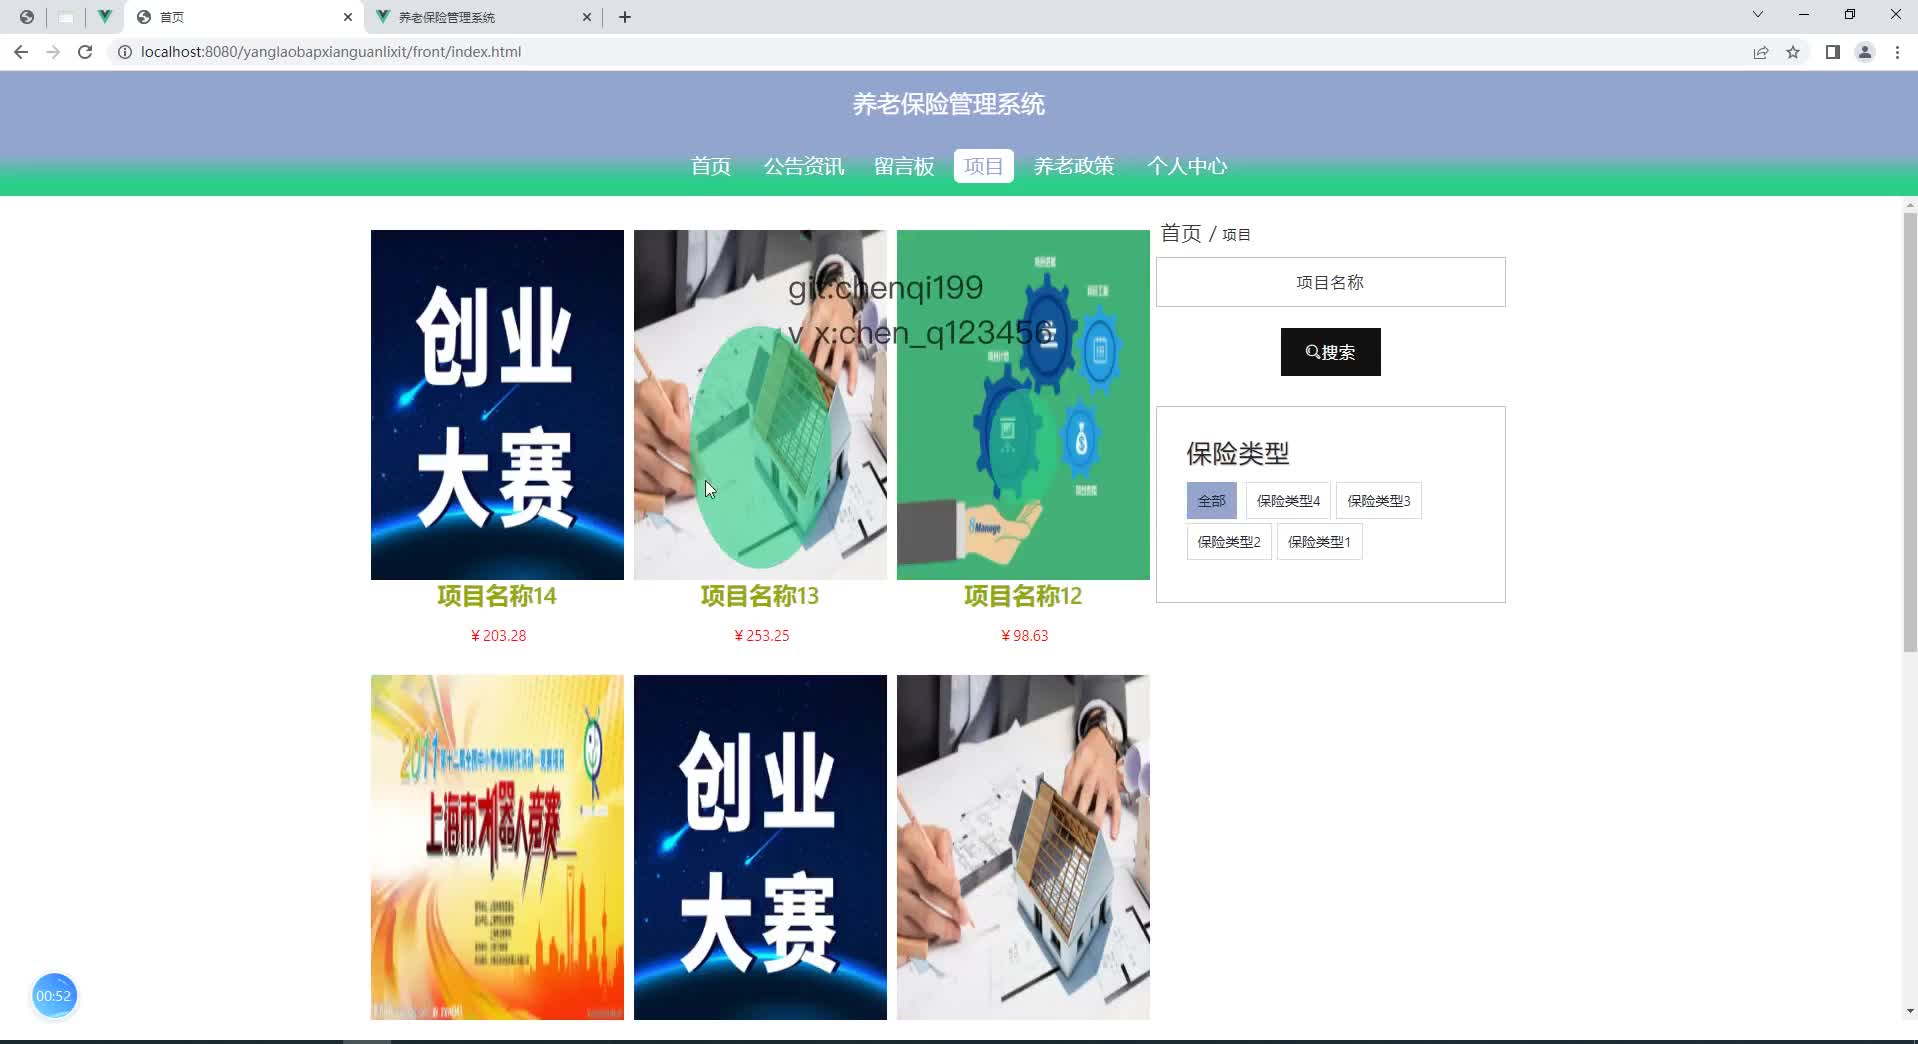 首页
养老保险管理系统
localhost:8080/yanglaobapxianguanlixit/front/index.html
养老保险管理系统
首页 公告资讯 留言板 项目 养老政策 个人中心
首页 / 项目
项目名称
搜索
保险类型
全部 保险类型4 保险类型3
保险类型2 保险类型1
git:chenqi199
v x:chen_q123456
创业
大赛
8Manage
项目名称14
¥ 203.28
项目名称13
¥ 253.25
项目名称12
¥ 98.63
上海市机器人竞赛
创业
大赛
00:52